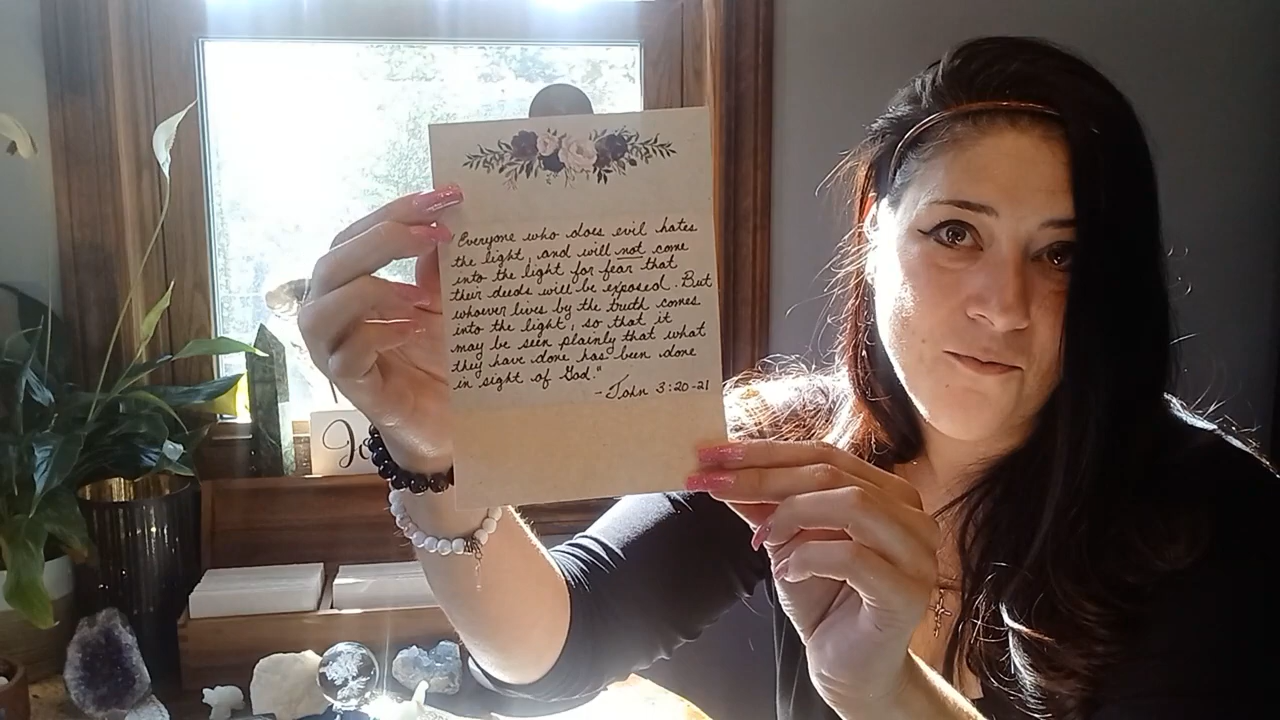 Everyone who does evil hates
the light, and will not come
into the light for fear that
their deeds will be exposed. But
whoever lives by the truth comes
into the light, so that it
may be seen plainly that what
they have done has been done
in sight of God."
-John 3:20-21
Jo